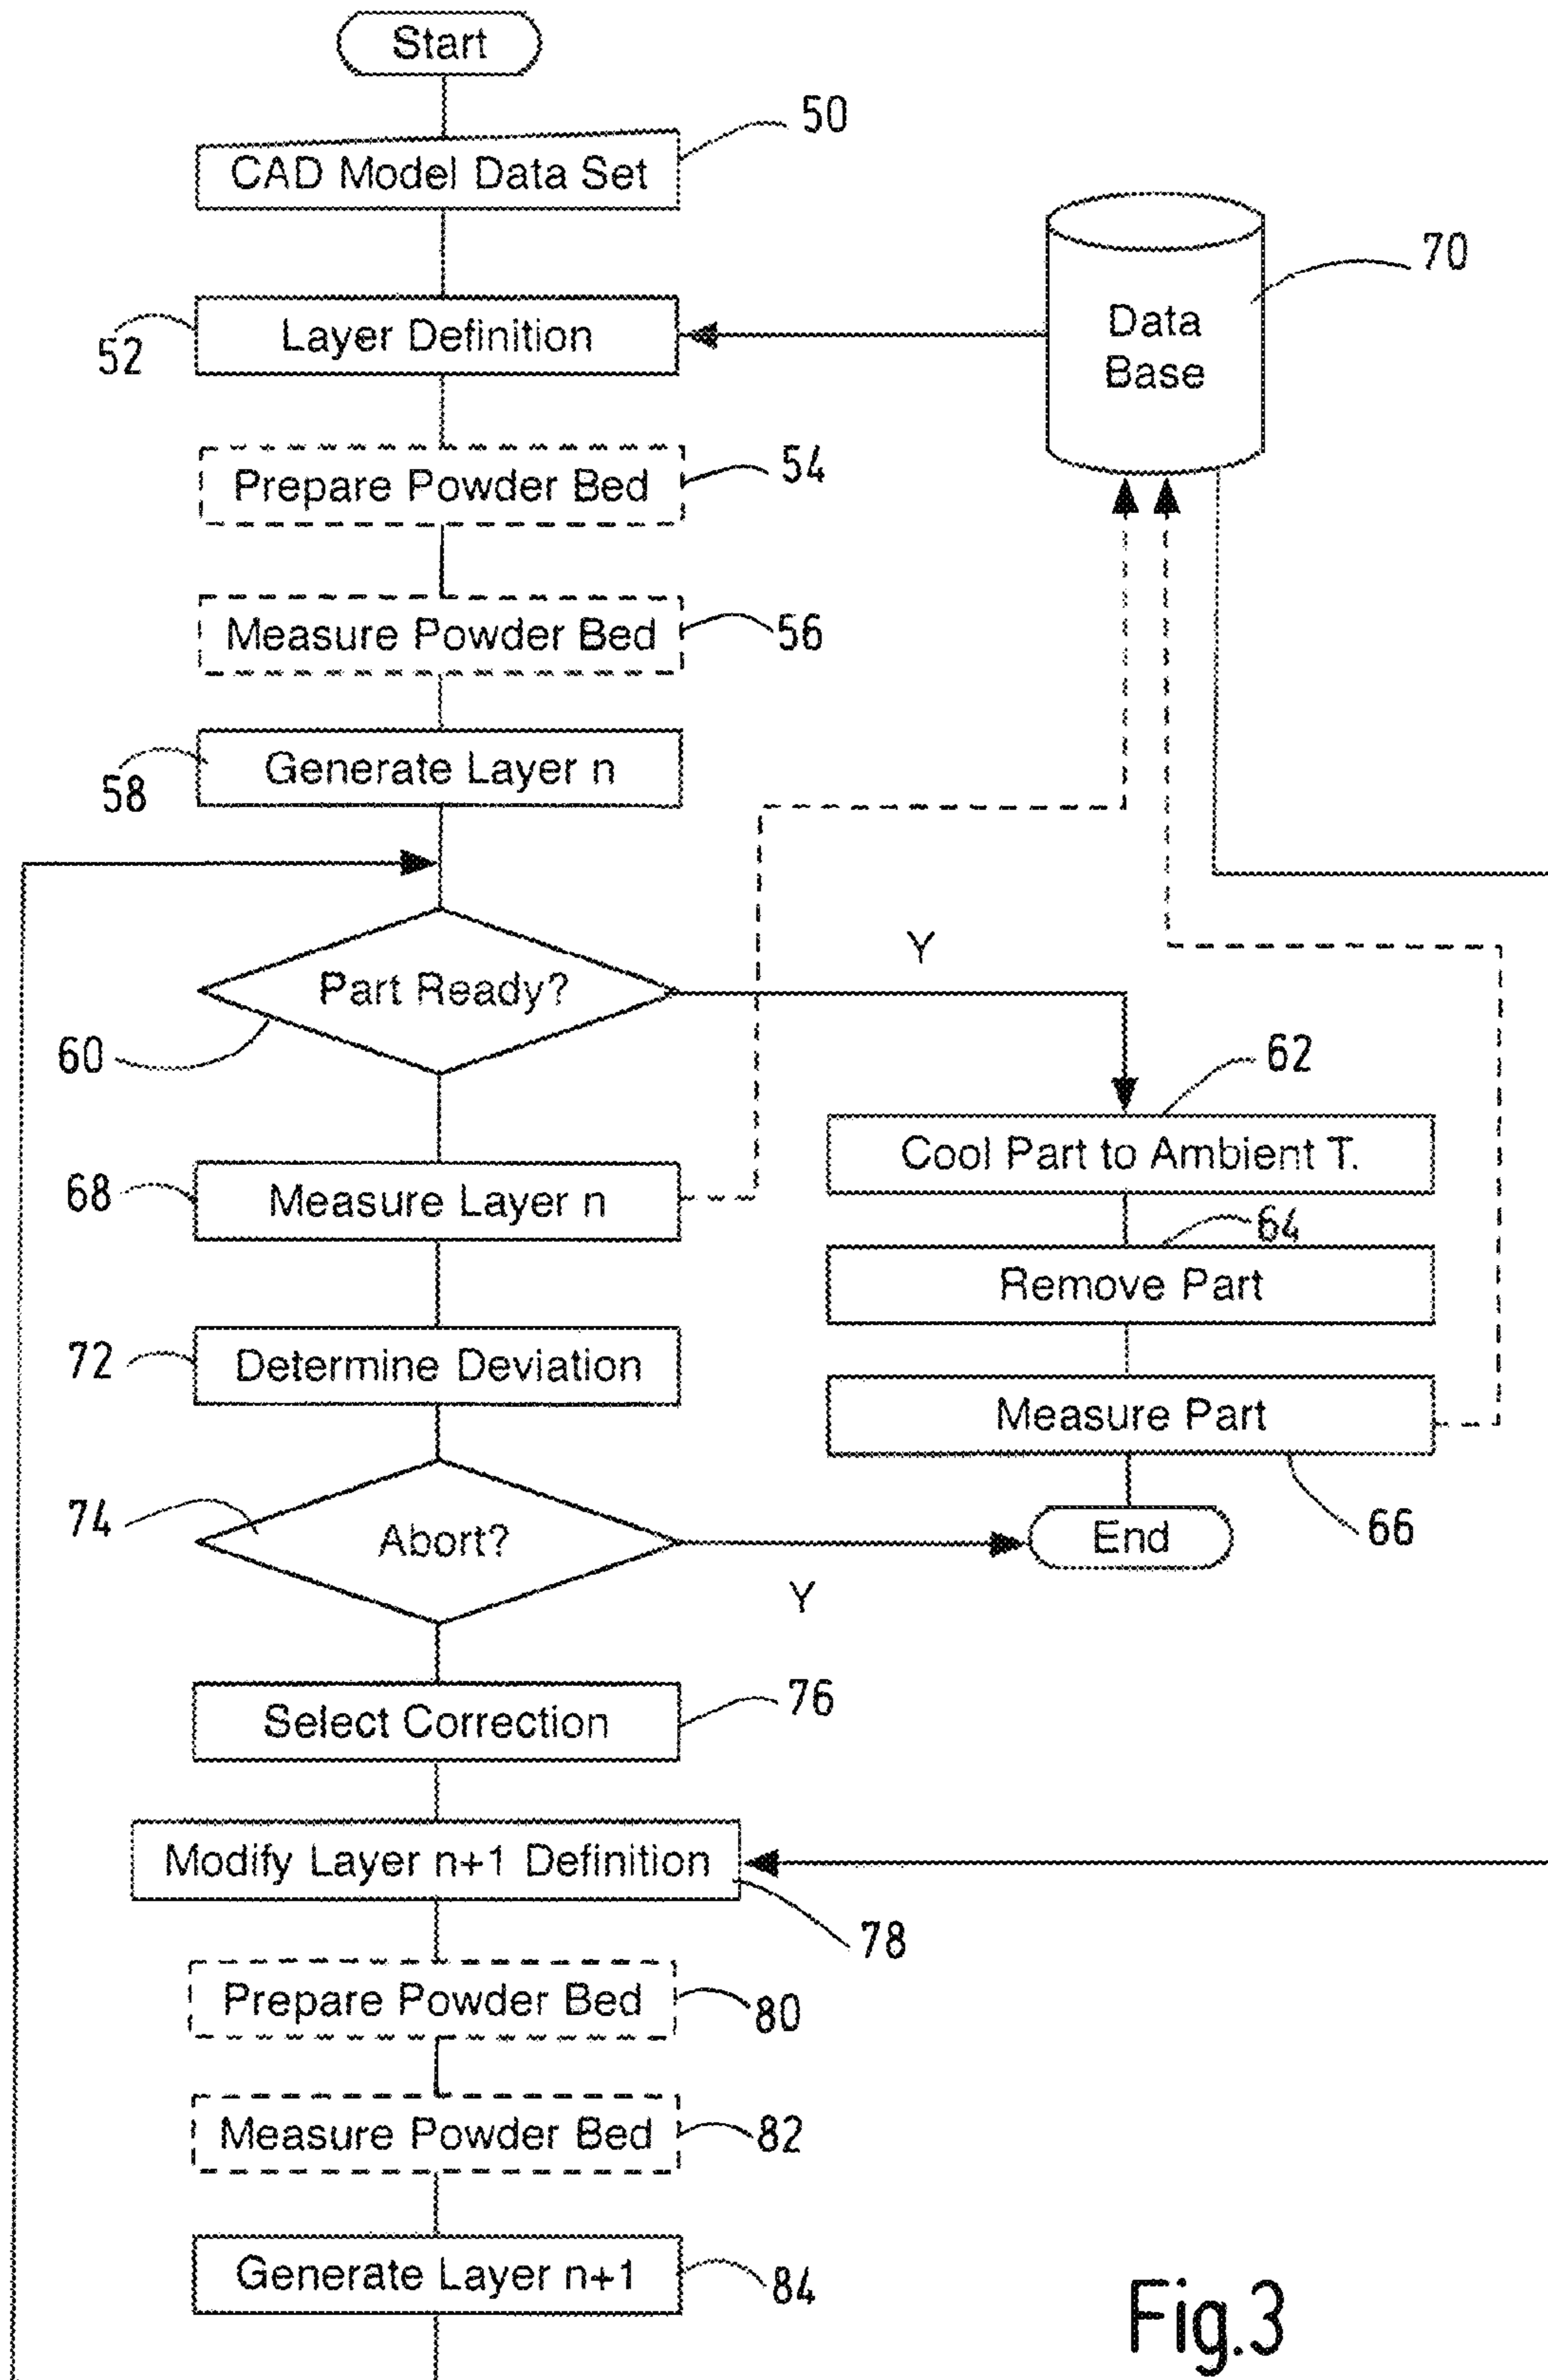 Start
50
CAD Model Data Set
70
52
Layer Definition
Data
Base
54
Prepare Powder Bed
56
Measure Powder Bed
58
Generate Layer n
Y
Part Ready?
60
62
Cool Part to Ambient T.
68
Measure Layer n
64
Remove Part
72
Determine Deviation
Measure Part
74
Abort?
End
66
Y
76
Select Correction
Modify Layer n+1 Definition
78
Prepare Powder Bed
80
Measure Powder Bed
82
Generate Layer n+1
84
Fig.3